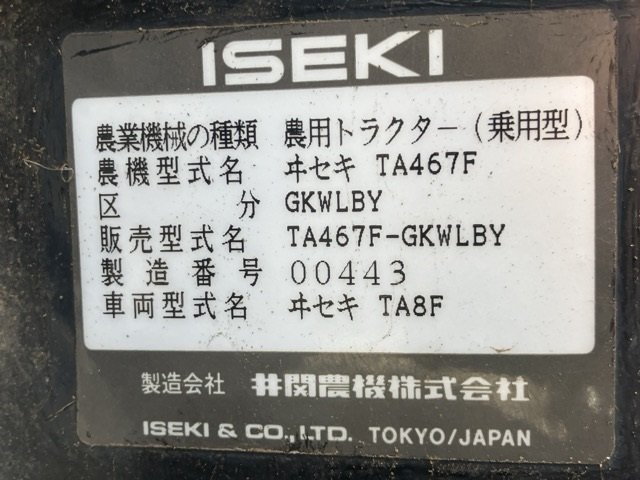 ISEKI
農業機械の種類 農用トラクター(乗用型)
農機型式名 ヰセキ TA467F
区分 GKWLBY
販売型式名 TA467F-GKWLBY
製造番号 00443
車両型式名 ヰセキ TA8F
製造会社 井関農機株式会社
ISEKI & CO.,LTD. TOKYO/JAPAN